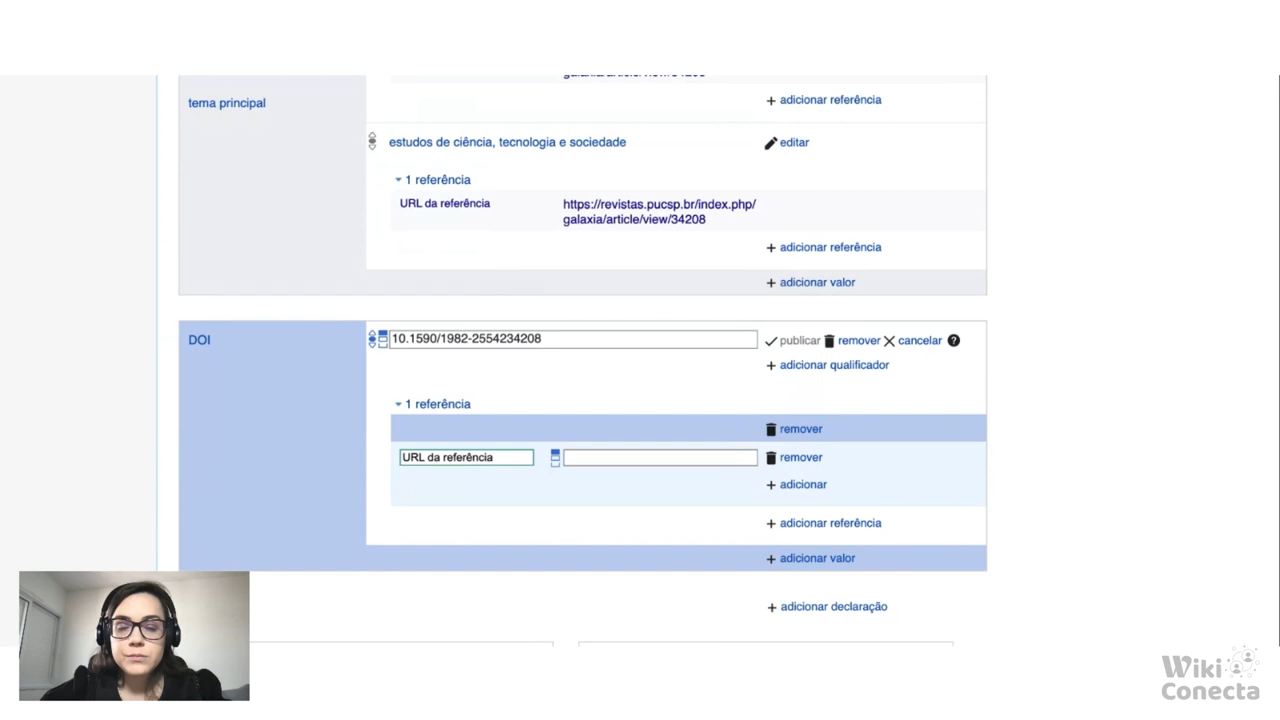 + adicionar referência
tema principal
estudos de ciência, tecnologia e sociedade
editar
1 referência
URL da referência
https://revistas.pucsp.br/index.php/
galaxia/article/view/34208
+ adicionar referência
+ adicionar valor
DOI
10.1590/1982-2554234208
publicar remover cancelar ?
+ adicionar qualificador
1 referência
remover
URL da referência
remover
+ adicionar
+ adicionar referência
+ adicionar valor
+ adicionar declaração
Wiki
Conecta